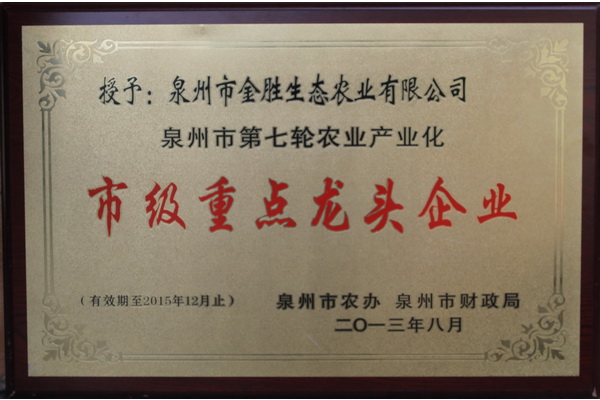 授予：泉州市金胜生态农业有限公司
泉州市第七轮农业产业化
市级重点龙头企业
（有效期至2015年12月止）
泉州市农办 泉州市财政局
二〇一三年八月